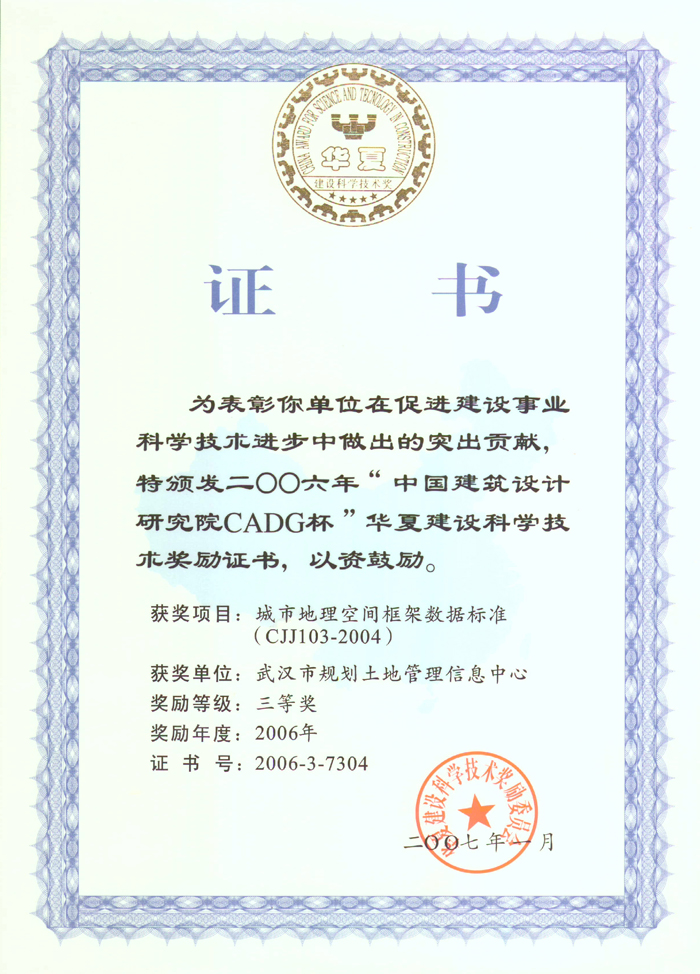 CHINA AWARD FOR SCIENCE AND TECNOLOGY IN CONSTRUCTION
华夏
建设科学技术奖
证 书
为表彰你单位在促进建设事业
科学技术进步中做出的突出贡献，
特颁发二〇〇六年“中国建筑设计
研究院CADG杯”华夏建设科学技
术奖励证书，以资鼓励。
获奖项目：城市地理空间框架数据标准
（CJJ103-2004）
获奖单位：武汉市规划土地管理信息中心
奖励等级：三等奖
奖励年度：2006年
证 书 号：2006-3-7304
华夏建设科学技术奖励委员会
二〇〇七年一月